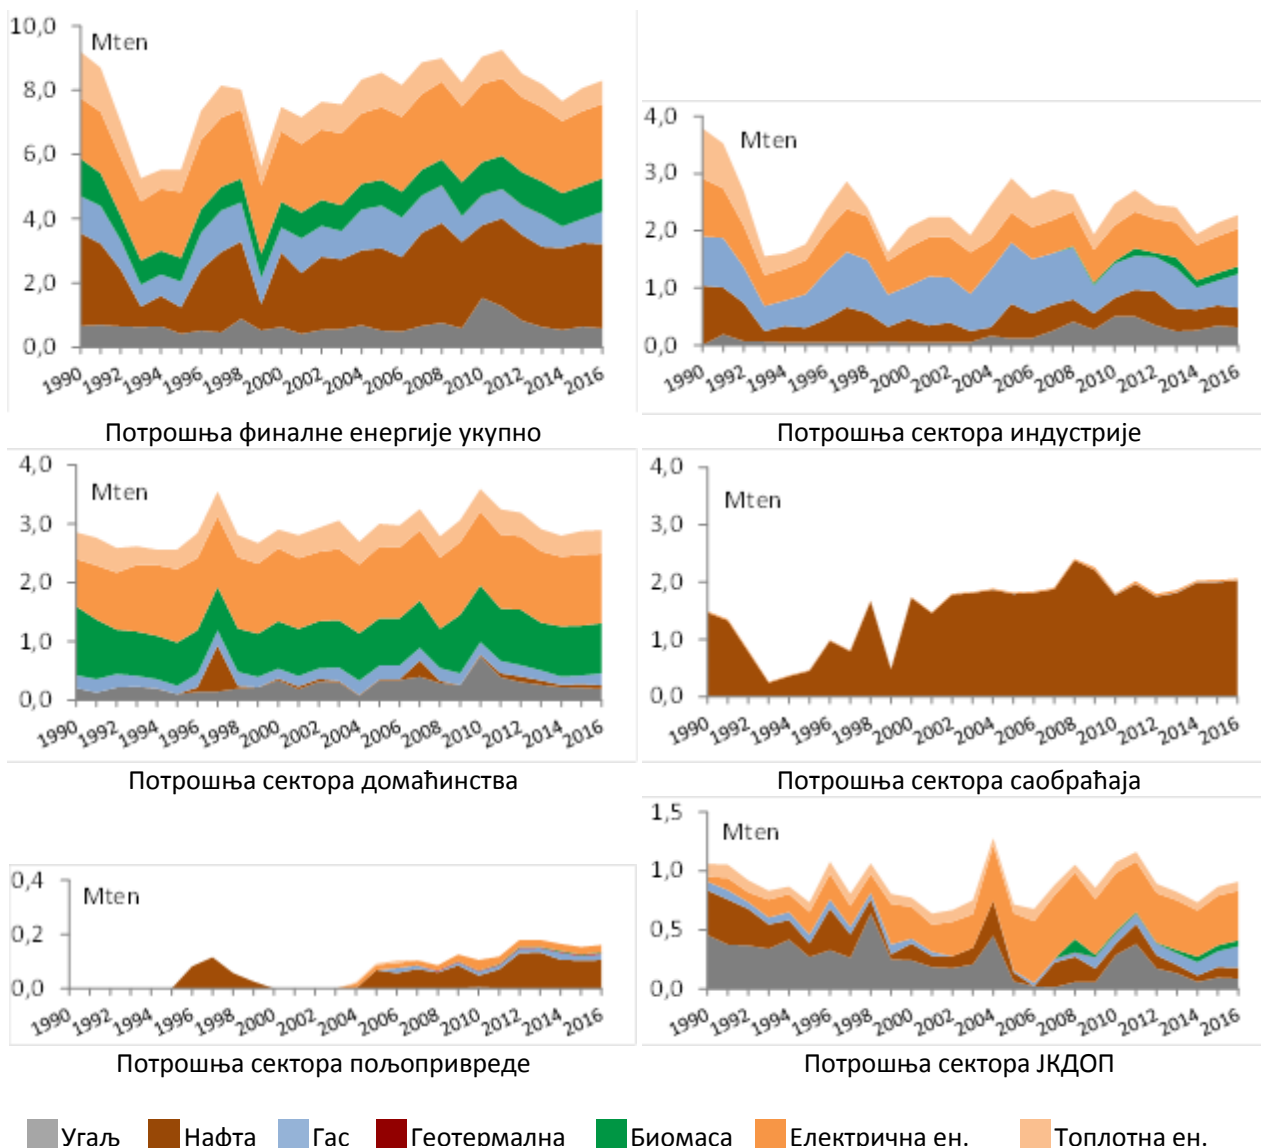 10,0
Mten
8,0
6,0
4,0
2,0
0,0
1990 1992 1994 1996 1998 2000 2002 2004 2006 2008 2010 2012 2014 2016
Потрошња финалне енергије укупно
4,0
Mten
3,0
2,0
1,0
0,0
1990 1992 1994 1996 1998 2000 2002 2004 2006 2008 2010 2012 2014 2016
Потрошња сектора индустрије
4,0
Mten
3,0
2,0
1,0
0,0
1990 1992 1994 1996 1998 2000 2002 2004 2006 2008 2010 2012 2014 2016
Потрошња сектора домаћинства
4,0
Mten
3,0
2,0
1,0
0,0
1990 1992 1994 1996 1998 2000 2002 2004 2006 2008 2010 2012 2014 2016
Потрошња сектора саобраћаја
0,4
Mten
0,2
0,0
1990 1992 1994 1996 1998 2000 2002 2004 2006 2008 2010 2012 2014 2016
Потрошња сектора пољопривреде
1,5
Mten
1,0
0,5
0,0
1990 1992 1994 1996 1998 2000 2002 2004 2006 2008 2010 2012 2014 2016
Потрошња сектора ЈКДОП
Угаљ Нафта Гас Геотермална Биомаса Електрична ен. Топлотна ен.